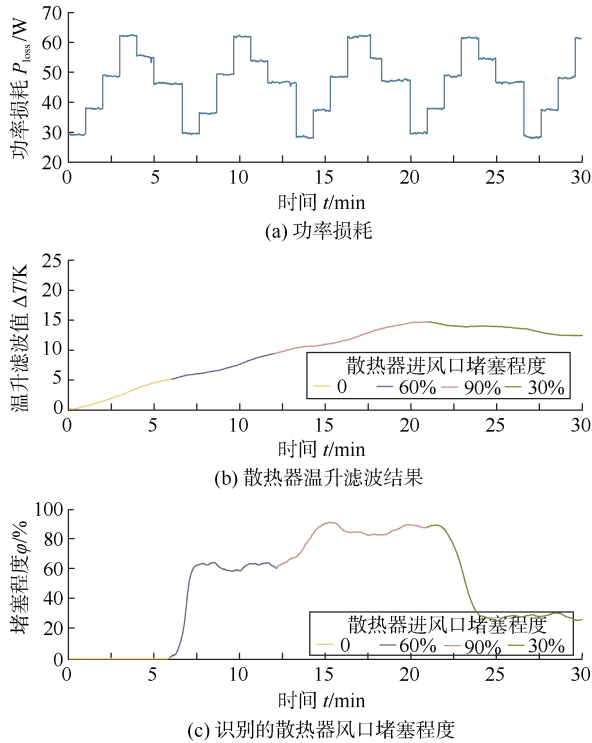 功率损耗 Ploss /W
70
60
50
40
30
20
0 5 10 15 20 25 30
时间 t/min
(a) 功率损耗
温升滤波值 ΔT/K
25
20
15
10
5
0
散热器进风口堵塞程度
0 60% 90% 30%
0 5 10 15 20 25 30
时间 t/min
(b) 散热器温升滤波结果
堵塞程度φ/%
100
80
60
40
20
0
散热器进风口堵塞程度
0 60% 90% 30%
0 5 10 15 20 25 30
时间 t/min
(c) 识别的散热器风口堵塞程度